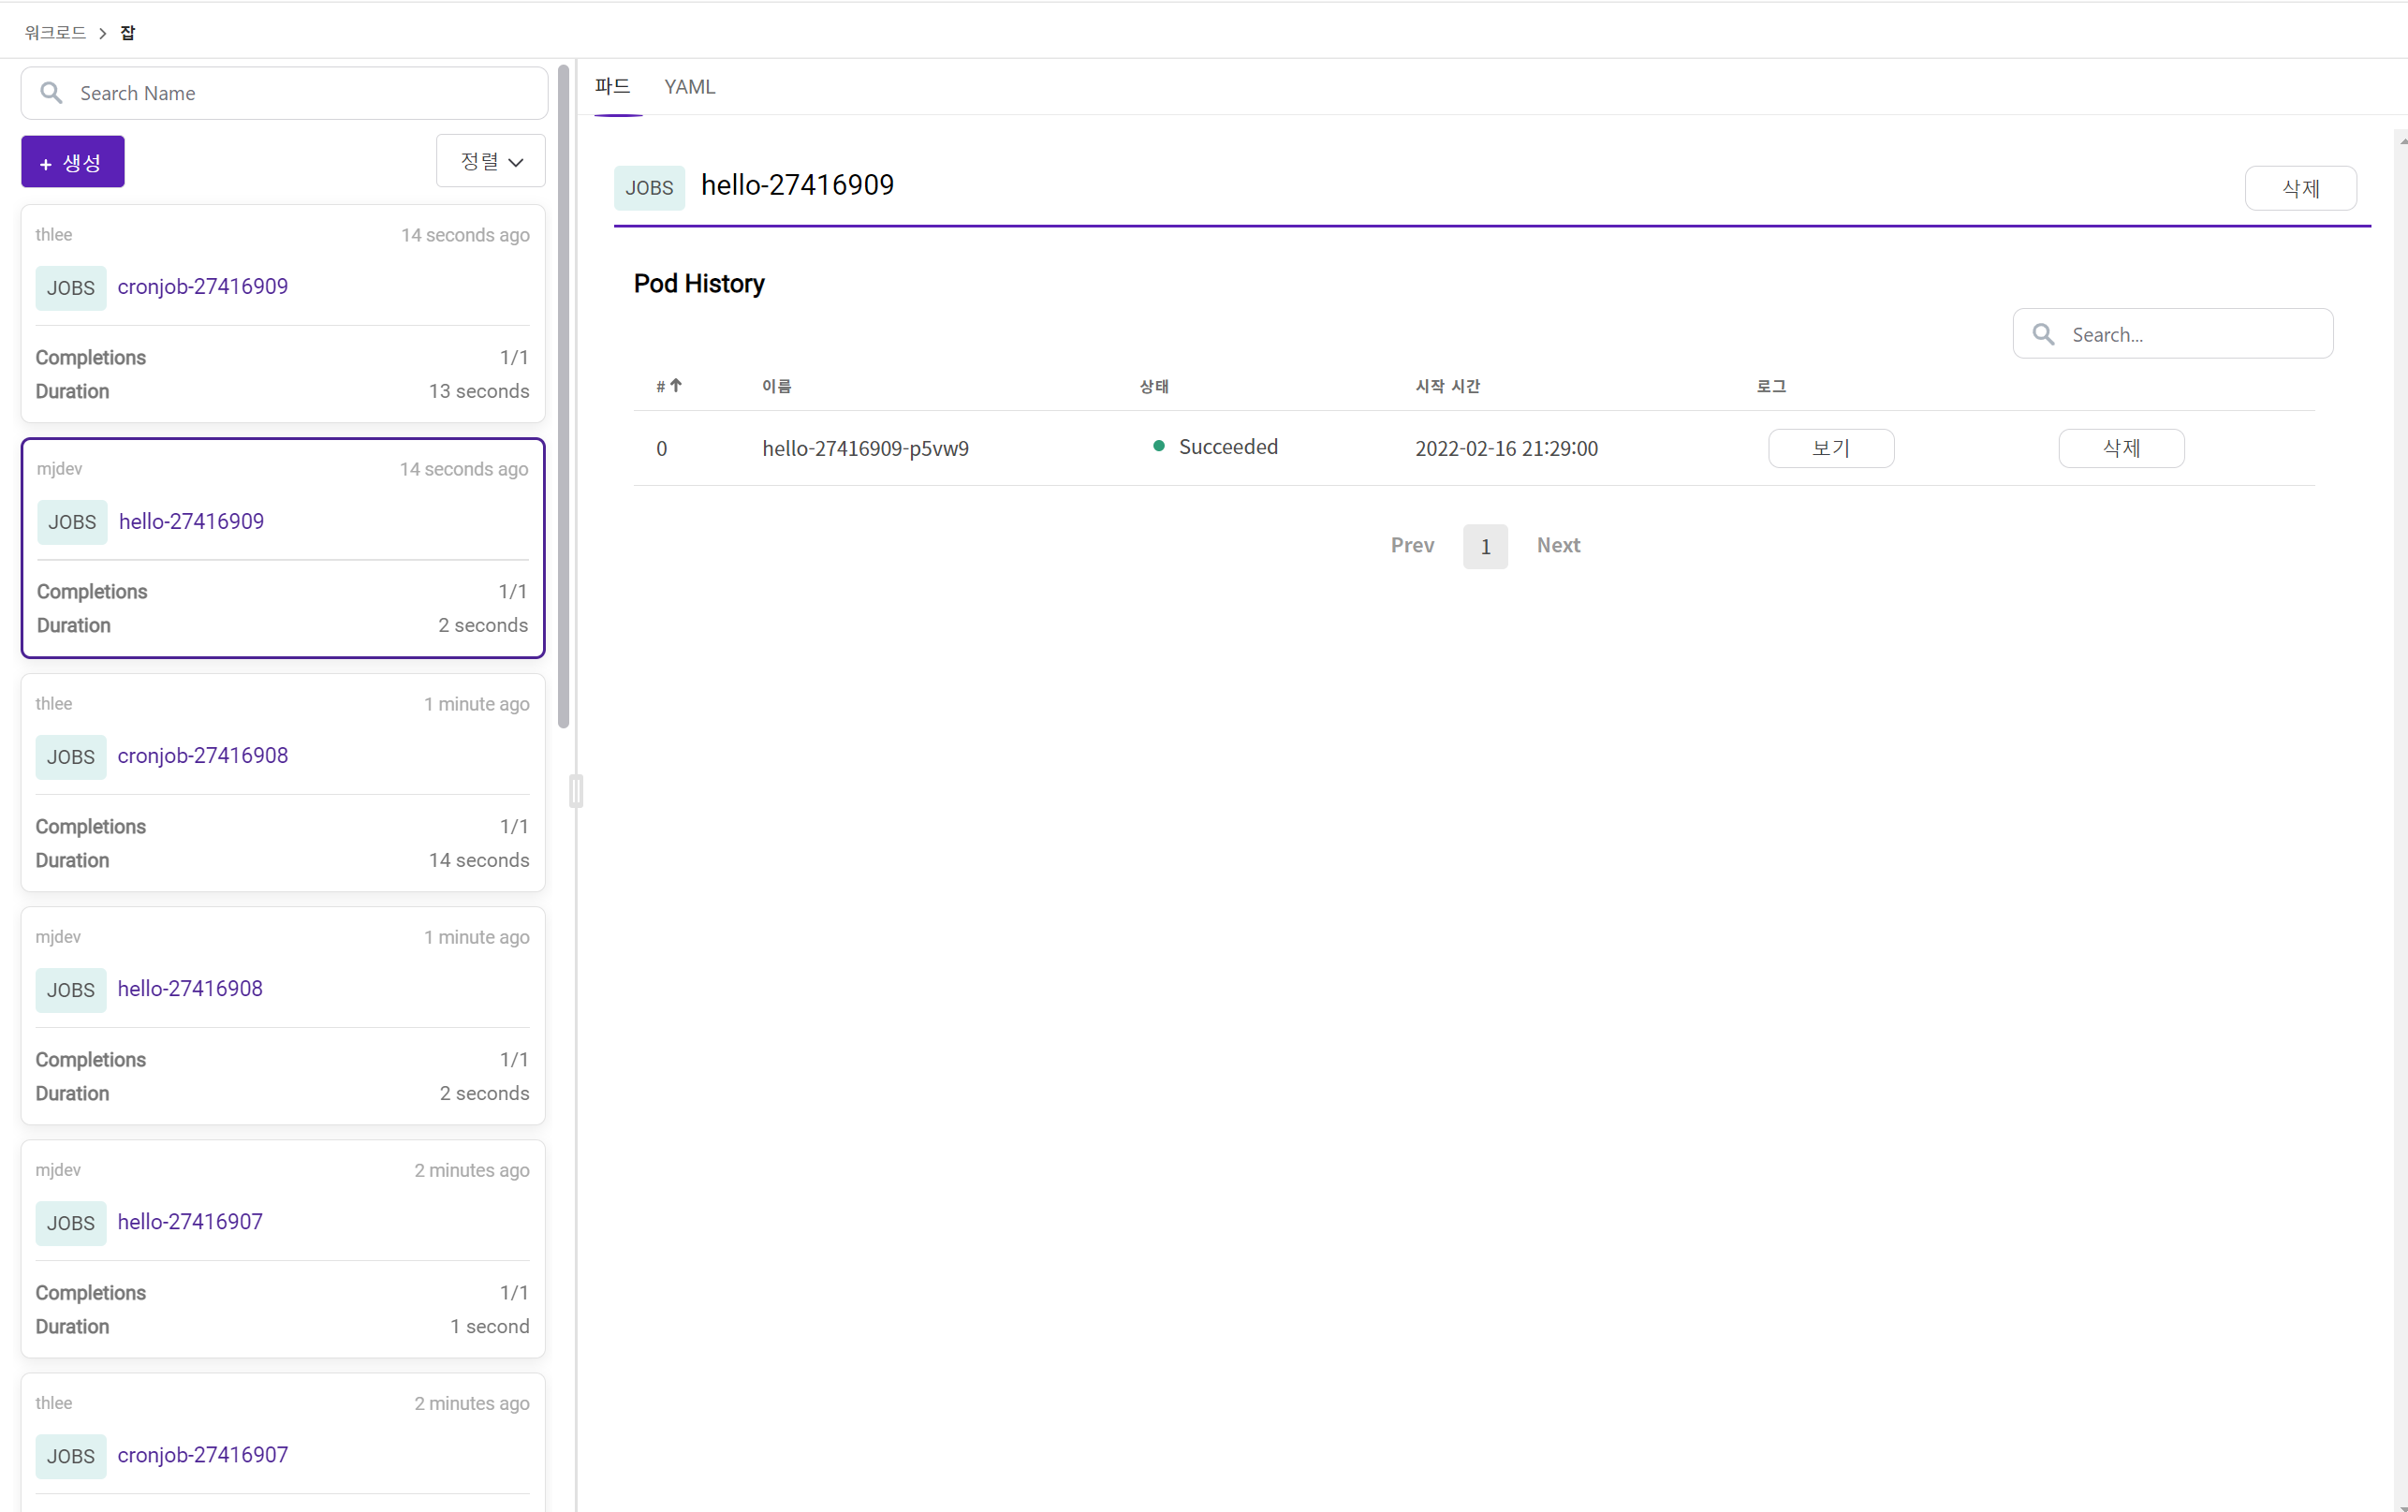 워크로드 > 잡
Search Name
+ 생성
정렬
thlee 14 seconds ago
JOBS cronjob-27416909
Completions 1/1
Duration 13 seconds
mjdev 14 seconds ago
JOBS hello-27416909
Completions 1/1
Duration 2 seconds
thlee 1 minute ago
JOBS cronjob-27416908
Completions 1/1
Duration 14 seconds
mjdev 1 minute ago
JOBS hello-27416908
Completions 1/1
Duration 2 seconds
mjdev 2 minutes ago
JOBS hello-27416907
Completions 1/1
Duration 1 second
thlee 2 minutes ago
JOBS cronjob-27416907
파드 YAML
JOBS hello-27416909 삭제
Pod History
Search...
# 이름 상태 시작 시간 로그
0 hello-27416909-p5vw9 Succeeded 2022-02-16 21:29:00 보기 삭제
Prev 1 Next